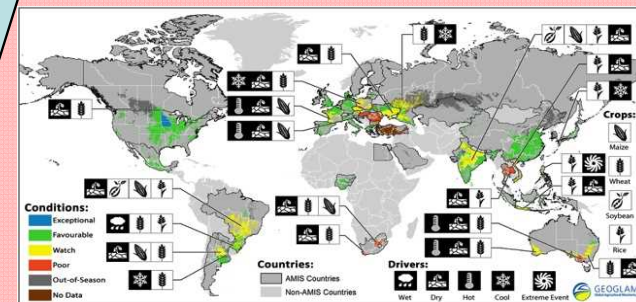 Crops:
Maize
Wheat
Soybean
Rice
Conditions:
Exceptional
Favourable
Watch
Poor
Out-of-Season
No Data
Countries:
AMIS Countries
Non-AMIS Countries
Drivers:
Wet
Dry
Hot
Cool
Extreme Event
GEOGLAM